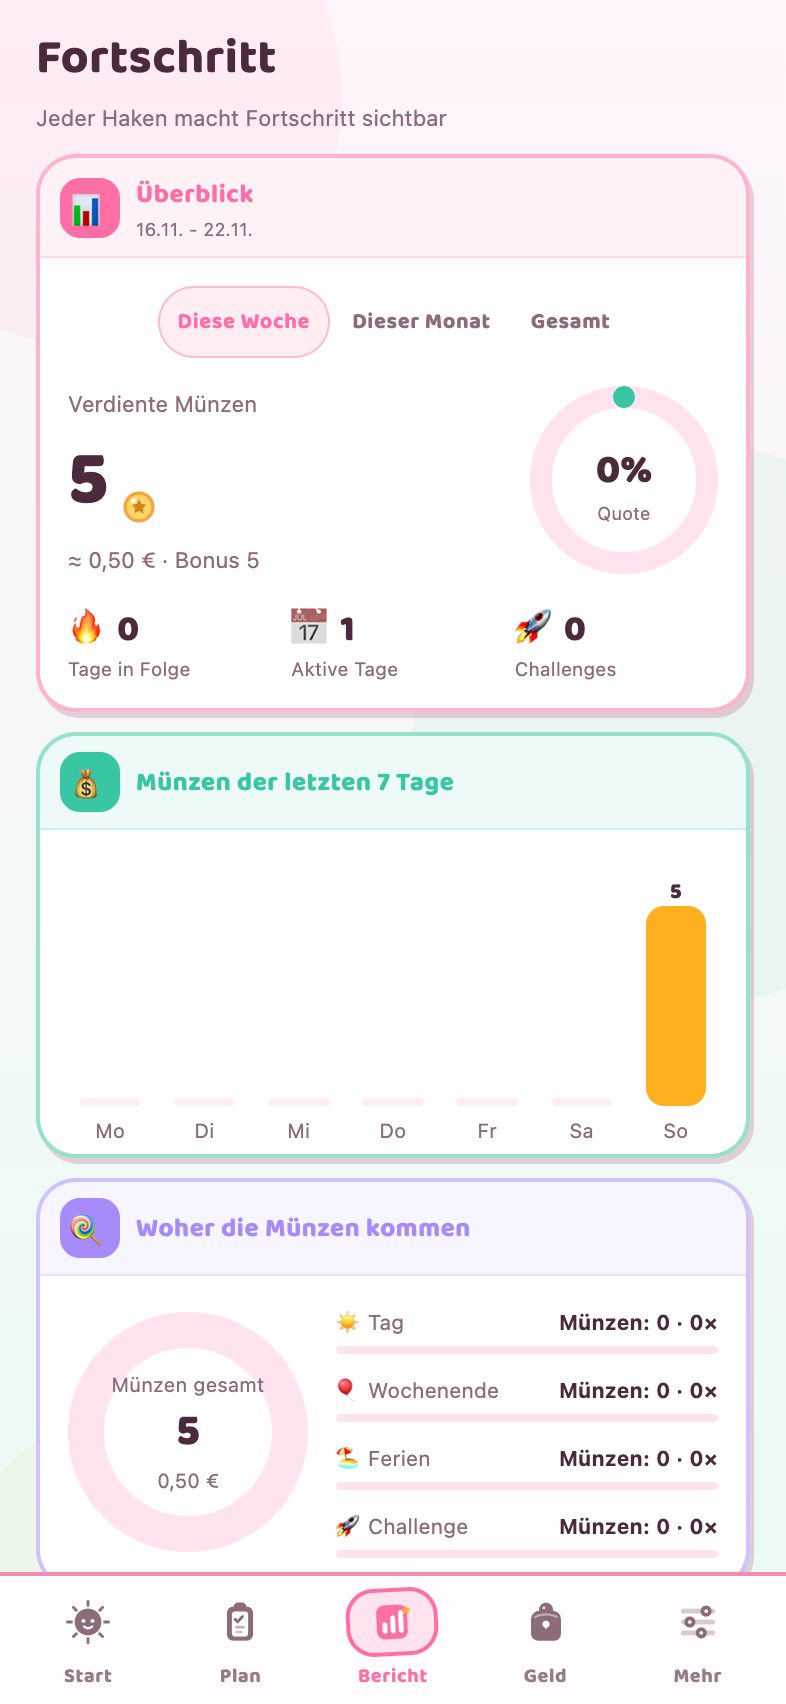 Fortschritt
Jeder Haken macht Fortschritt sichtbar
Überblick
16.11. - 22.11.
Diese Woche
Dieser Monat
Gesamt
Verdiente Münzen
5
≈ 0,50 € · Bonus 5
0%
Quote
0
Tage in Folge
JUL
17
1
Aktive Tage
0
Challenges
Münzen der letzten 7 Tage
5
Mo Di Mi Do Fr Sa So
Woher die Münzen kommen
Münzen gesamt
5
0,50 €
Tag Münzen: 0 · 0×
Wochenende Münzen: 0 · 0×
Ferien Münzen: 0 · 0×
Challenge Münzen: 0 · 0×
Start Plan Bericht Geld Mehr